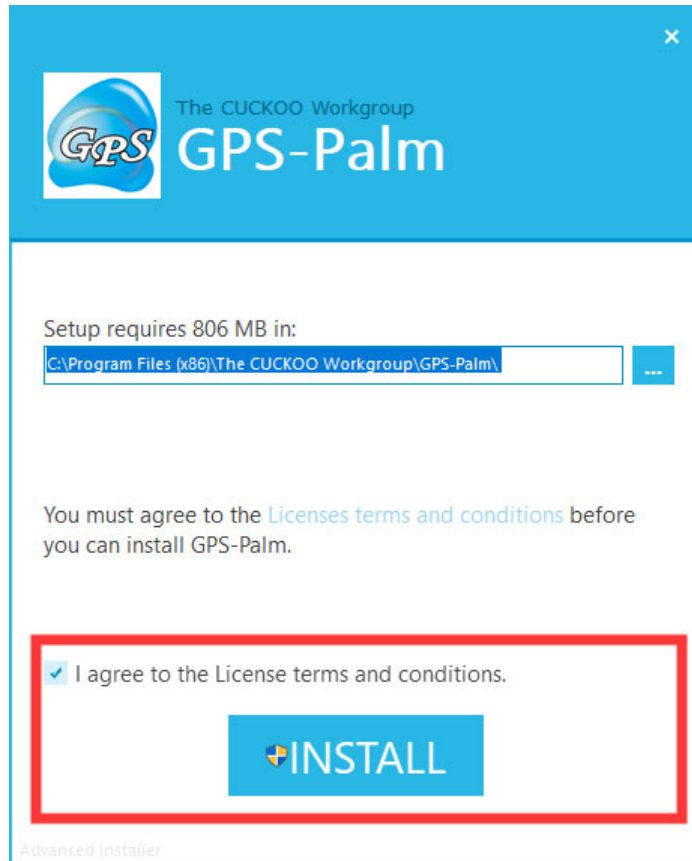 The CUCKOO Workgroup
GPS
GPS-Palm
Setup requires 806 MB in:
C:\Program Files (x86)\The CUCKOO Workgroup\GPS-Palm\
...
You must agree to the Licenses terms and conditions before
you can install GPS-Palm.
I agree to the License terms and conditions.
INSTALL
Advanced Installer